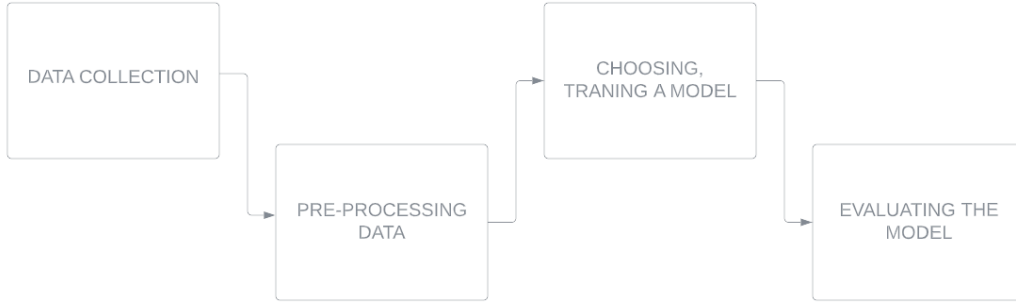 DATA COLLECTION
PRE-PROCESSING
DATA
CHOOSING,
TRANING A MODEL
EVALUATING THE
MODEL